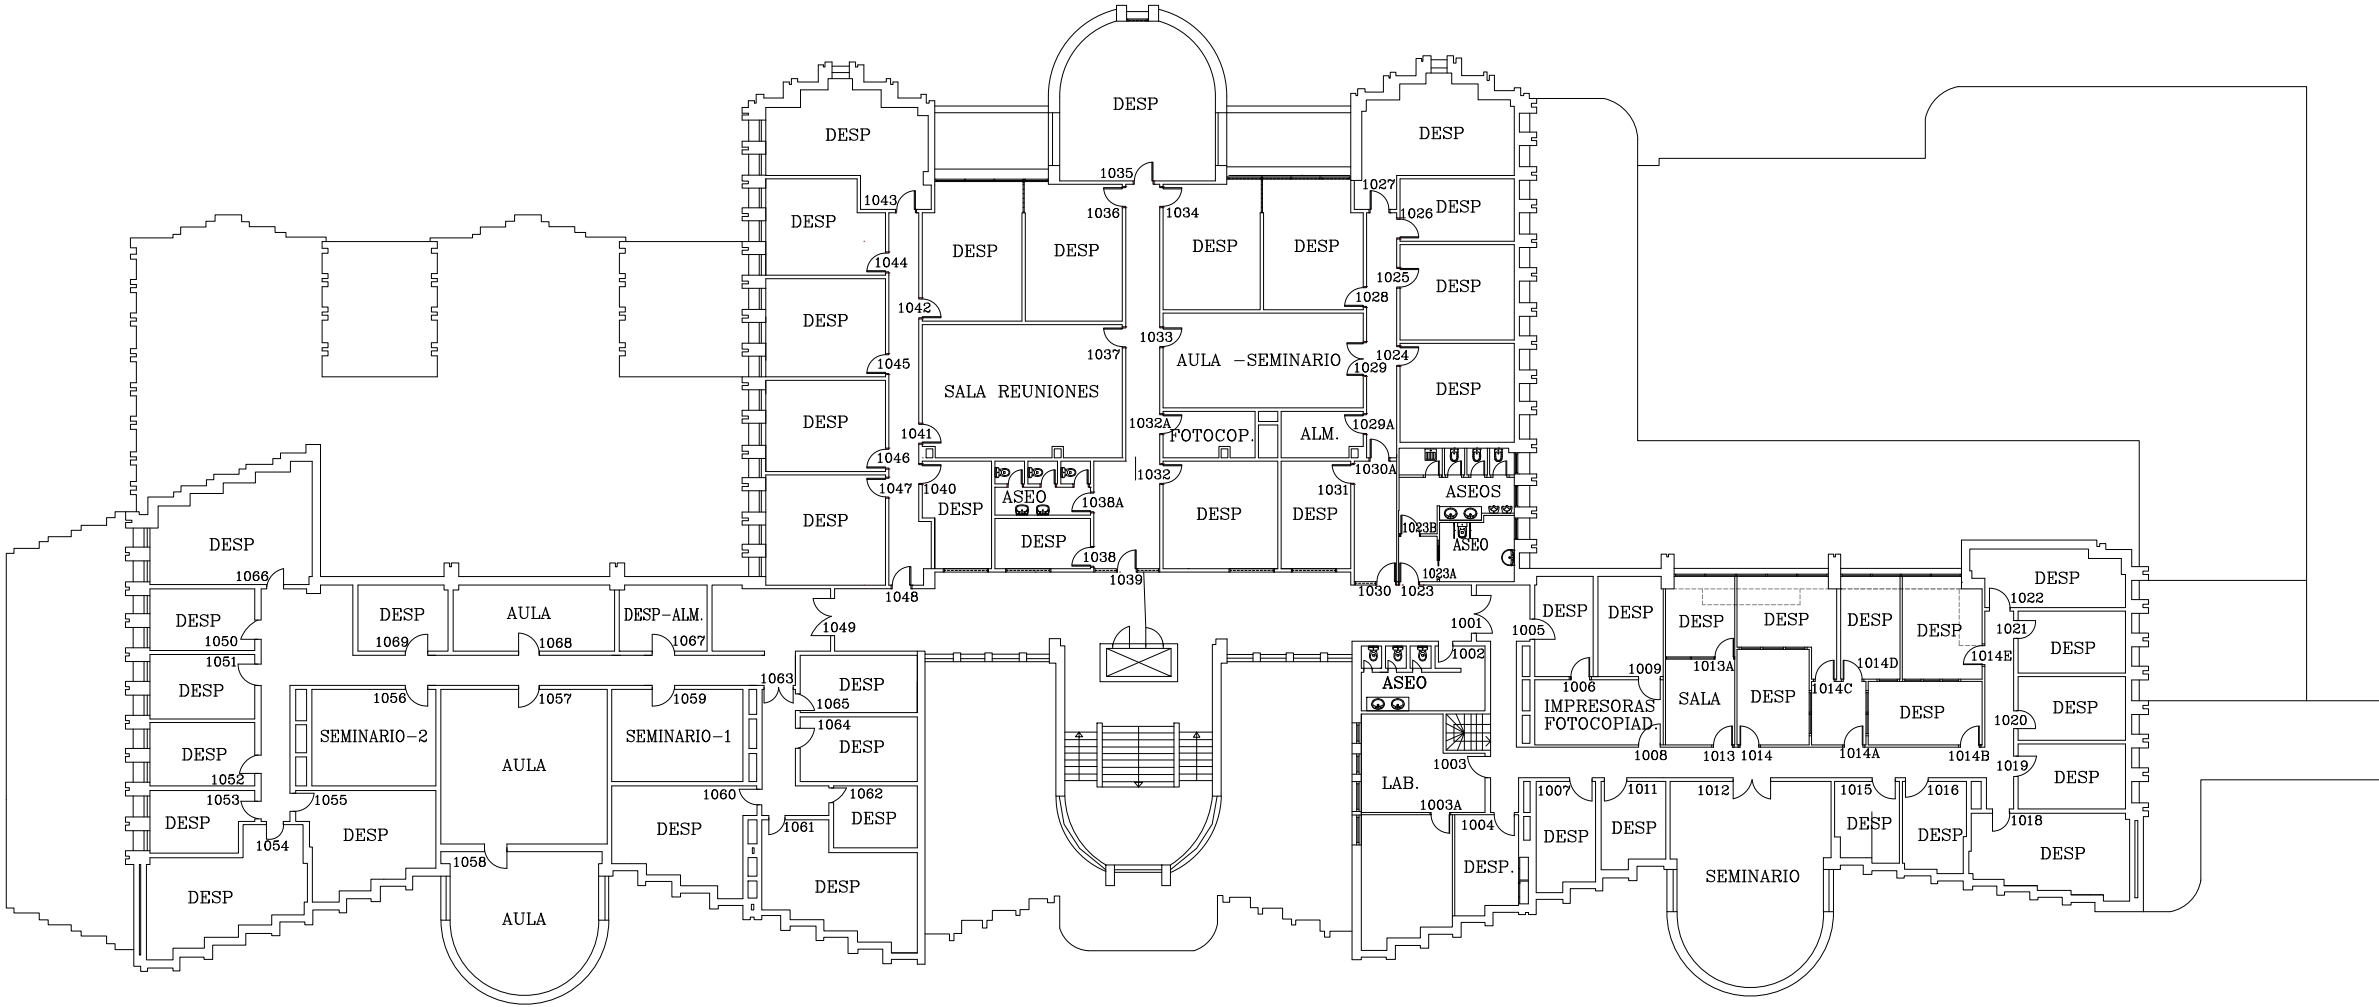 DESP
DESP
DESP
1035
1027
1043
1036
1034
1026
DESP
DESP
DESP
DESP
DESP
DESP
1044
1025
DESP
1042
1028
DESP
1033
1037
1024
AULA -SEMINARIO
1029
1045
DESP
SALA REUNIONES
DESP
1032A
1029A
1041
FOTOCOP.
ALM.
1046
1030A
1032
1047
1040
1031
ASEO
1038A
ASEOS
DESP
DESP
DESP
DESP
1023B
DESP
DESP
ASEO
1038
1023A
1066
1039
1048
1030
1023
DESP
1022
DESP
1050
DESP
1069
AULA
1068
DESP-ALM.
1067
1049
1001
1005
DESP
DESP
DESP
DESP
DESP
DESP
1021
DESP
1002
1051
DESP
1063
ASEO
1006
1009
1013A
1014C
1014D
1014E
1056
1057
1059
DESP
1065
SALA
DESP
DESP
DESP
IMPRESORAS
FOTOCOPIAD.
1064
1020
SEMINARIO-2
SEMINARIO-1
DESP
DESP
1052
AULA
1003
1008
1013
1014
1014A
1014B
1019
DESP
LAB.
1053
1055
1060
1062
1003A
1007
1011
1012
1015
1016
DESP
DESP
DESP
DESP
1061
1004
DESP
DESP
DESP
DESP
1018
1054
1058
DESP
DESP.
SEMINARIO
DESP
DESP
AULA